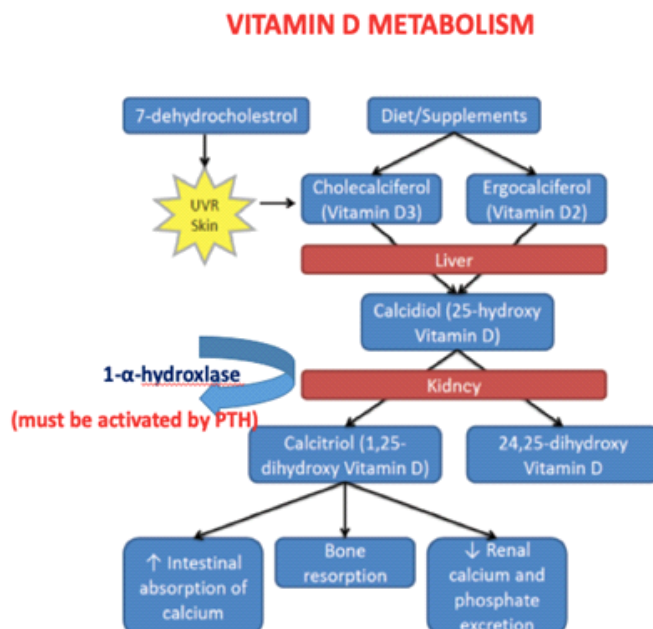 VITAMIN D METABOLISM
7-dehydrocholestrol
Diet/Supplements
UVR
Skin
Cholecalciferol
(Vitamin D3)
Ergocalciferol
(Vitamin D2)
Liver
Calcidiol (25-hydroxy
Vitamin D)
1-α-hydroxlase
(must be activated by PTH)
Kidney
Calcitriol (1,25-
dihydroxy Vitamin D)
24,25-dihydroxy
Vitamin D
↑ Intestinal
absorption of
calcium
Bone
resorption
↓ Renal
calcium and
phosphate
excretion